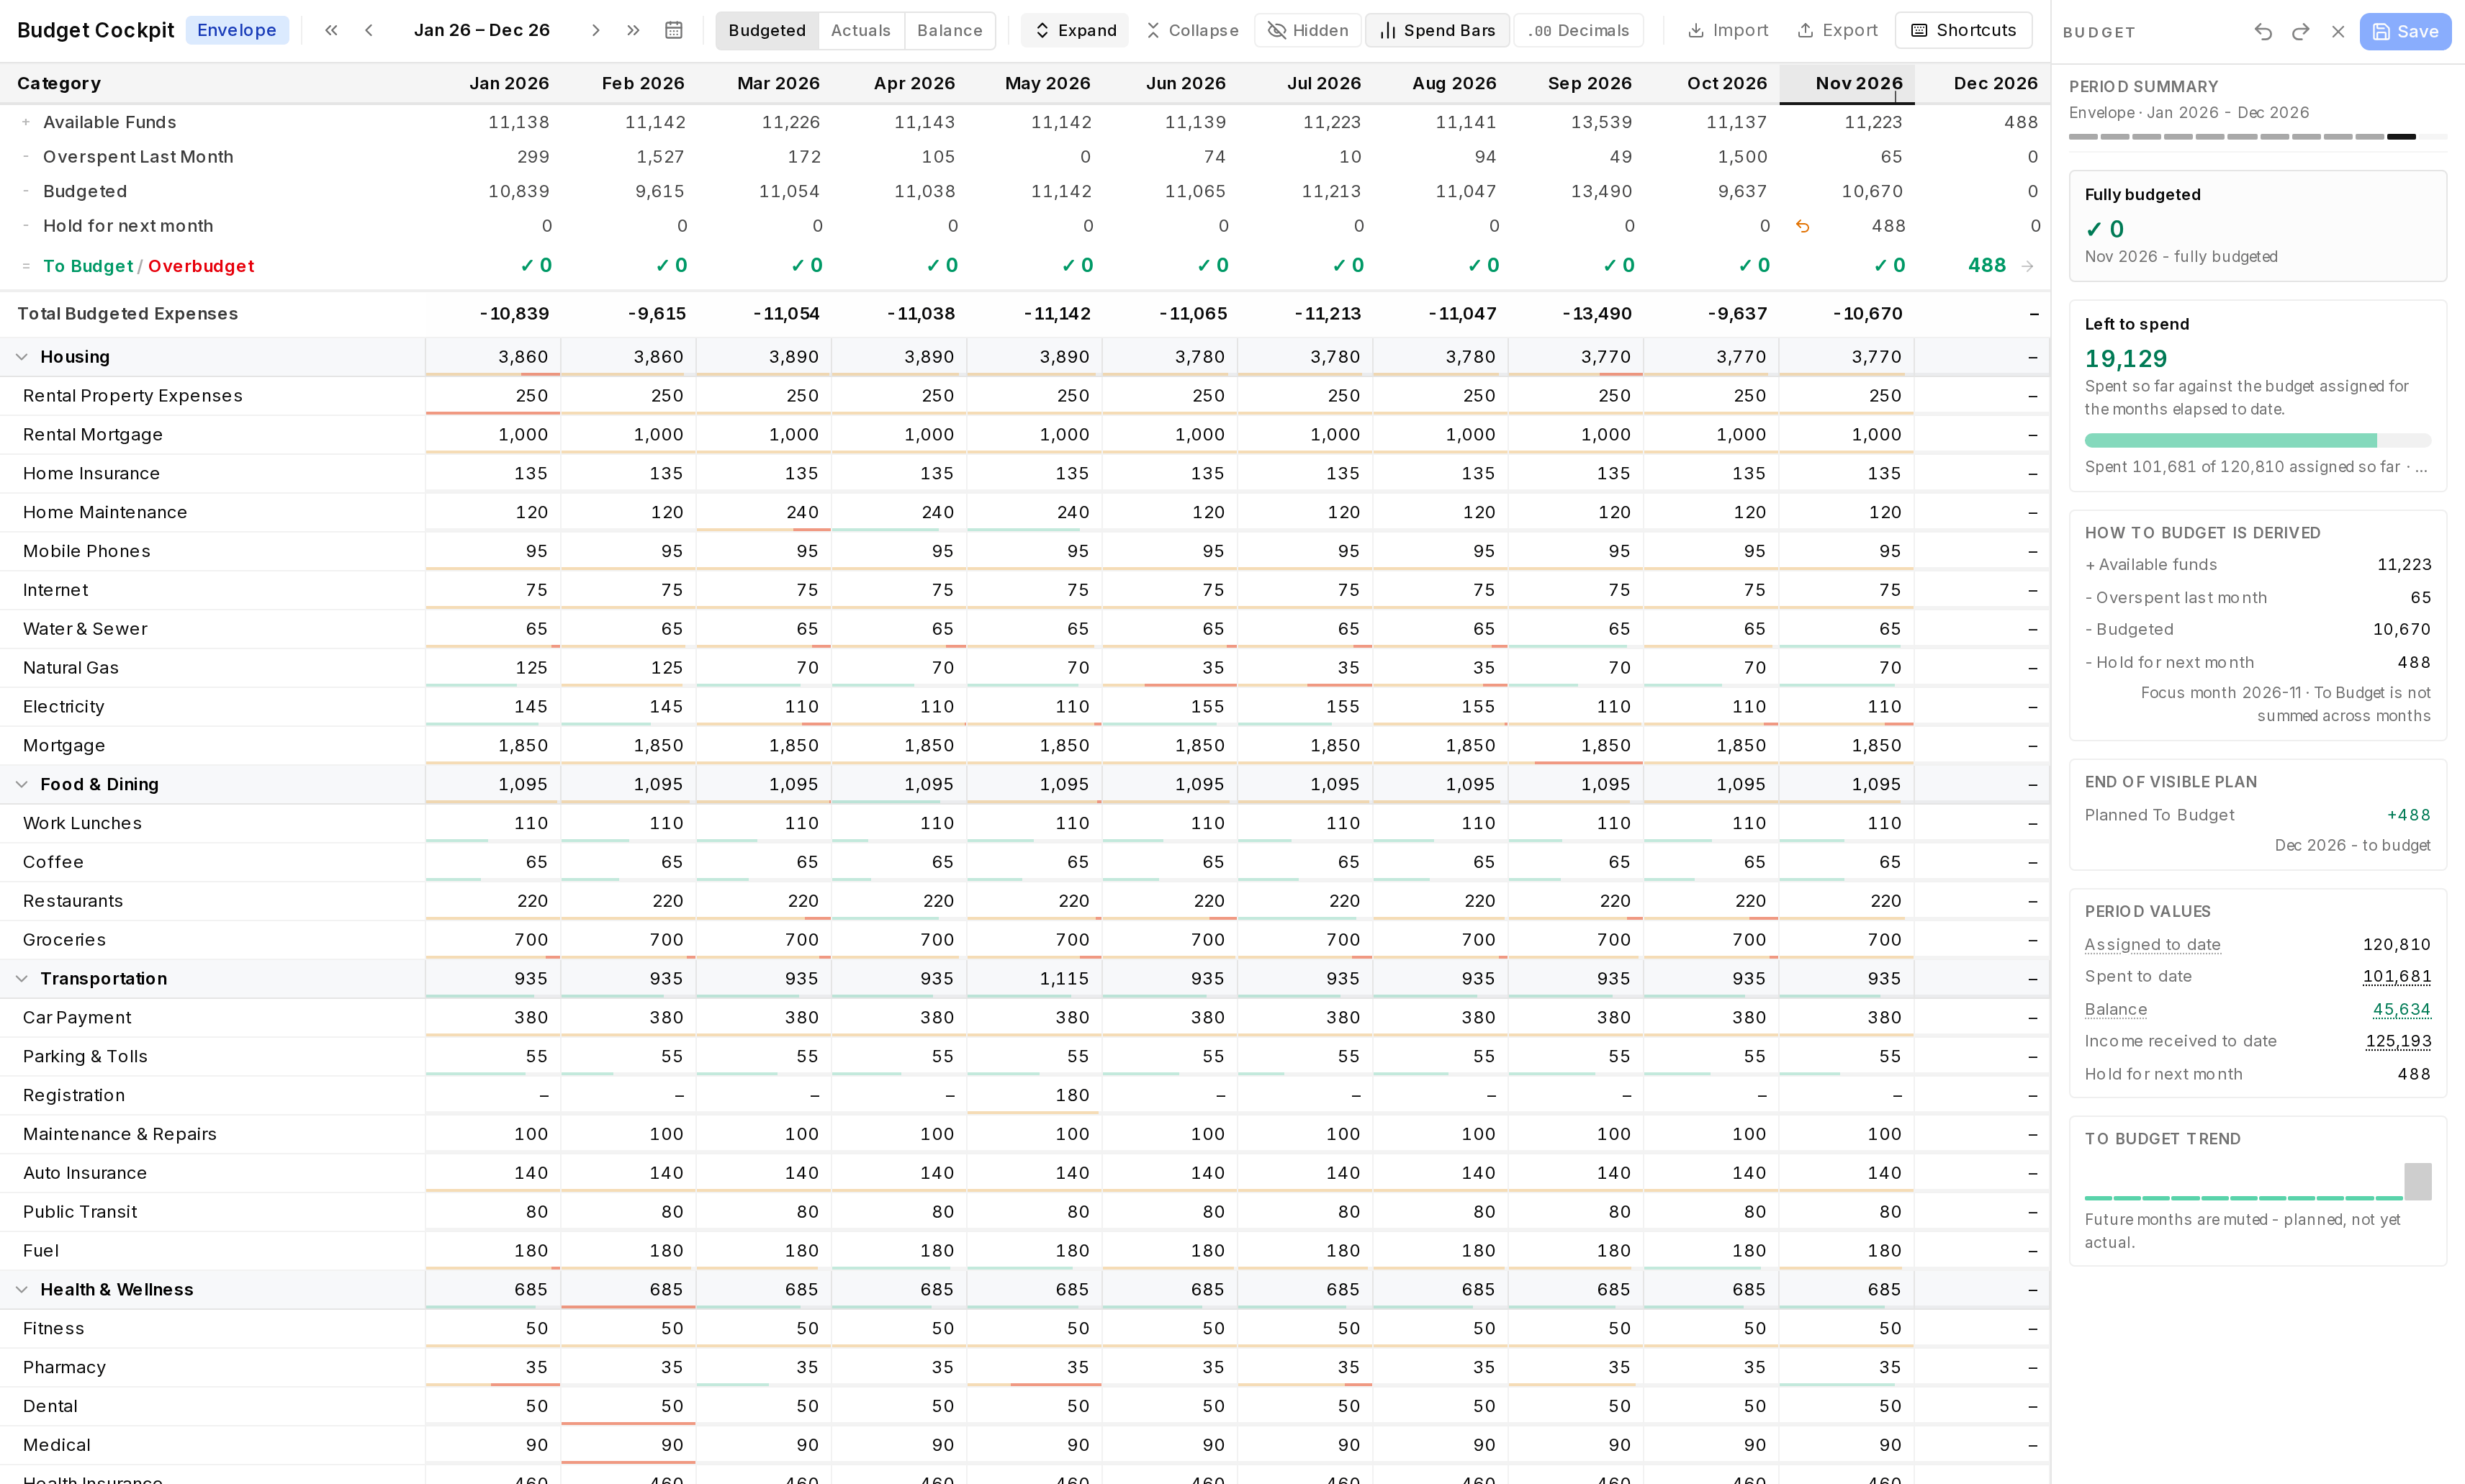 Budget Cockpit Envelope Jan 26 – Dec 26 Budgeted Actuals Balance Expand Collapse Hidden Spend Bars .00 Decimals Import Export Shortcuts
Category Jan 2026 Feb 2026 Mar 2026 Apr 2026 May 2026 Jun 2026 Jul 2026 Aug 2026 Sep 2026 Oct 2026 Nov 2026 Dec 2026
+ Available Funds 11,138 11,142 11,226 11,143 11,142 11,139 11,223 11,141 13,539 11,137 11,223 488
- Overspent Last Month 299 1,527 172 105 0 74 10 94 49 1,500 65 0
- Budgeted 10,839 9,615 11,054 11,038 11,142 11,065 11,213 11,047 13,490 9,637 10,670 0
- Hold for next month 0 0 0 0 0 0 0 0 0 0 488 0
= To Budget / Overbudget ✓ 0 ✓ 0 ✓ 0 ✓ 0 ✓ 0 ✓ 0 ✓ 0 ✓ 0 ✓ 0 ✓ 0 ✓ 0 488 →
Total Budgeted Expenses -10,839 -9,615 -11,054 -11,038 -11,142 -11,065 -11,213 -11,047 -13,490 -9,637 -10,670 –
Housing 3,860 3,860 3,890 3,890 3,890 3,780 3,780 3,780 3,770 3,770 3,770 –
Rental Property Expenses 250 250 250 250 250 250 250 250 250 250 250 –
Rental Mortgage 1,000 1,000 1,000 1,000 1,000 1,000 1,000 1,000 1,000 1,000 1,000 –
Home Insurance 135 135 135 135 135 135 135 135 135 135 135 –
Home Maintenance 120 120 240 240 240 120 120 120 120 120 120 –
Mobile Phones 95 95 95 95 95 95 95 95 95 95 95 –
Internet 75 75 75 75 75 75 75 75 75 75 75 –
Water & Sewer 65 65 65 65 65 65 65 65 65 65 65 –
Natural Gas 125 125 70 70 70 35 35 35 70 70 70 –
Electricity 145 145 110 110 110 155 155 155 110 110 110 –
Mortgage 1,850 1,850 1,850 1,850 1,850 1,850 1,850 1,850 1,850 1,850 1,850 –
Food & Dining 1,095 1,095 1,095 1,095 1,095 1,095 1,095 1,095 1,095 1,095 1,095 –
Work Lunches 110 110 110 110 110 110 110 110 110 110 110 –
Coffee 65 65 65 65 65 65 65 65 65 65 65 –
Restaurants 220 220 220 220 220 220 220 220 220 220 220 –
Groceries 700 700 700 700 700 700 700 700 700 700 700 –
Transportation 935 935 935 935 1,115 935 935 935 935 935 935 –
Car Payment 380 380 380 380 380 380 380 380 380 380 380 –
Parking & Tolls 55 55 55 55 55 55 55 55 55 55 55 –
Registration – – – – 180 – – – – – – –
Maintenance & Repairs 100 100 100 100 100 100 100 100 100 100 100 –
Auto Insurance 140 140 140 140 140 140 140 140 140 140 140 –
Public Transit 80 80 80 80 80 80 80 80 80 80 80 –
Fuel 180 180 180 180 180 180 180 180 180 180 180 –
Health & Wellness 685 685 685 685 685 685 685 685 685 685 685 –
Fitness 50 50 50 50 50 50 50 50 50 50 50 –
Pharmacy 35 35 35 35 35 35 35 35 35 35 35 –
Dental 50 50 50 50 50 50 50 50 50 50 50 –
Medical 90 90 90 90 90 90 90 90 90 90 90 –
Health Insurance 460 460 460 460 460 460 460 460 460 460 460 –
BUDGET Save
PERIOD SUMMARY
Envelope · Jan 2026 - Dec 2026
Fully budgeted
✓ 0
Nov 2026 - fully budgeted
Left to spend
19,129
Spent so far against the budget assigned for
the months elapsed to date.
Spent 101,681 of 120,810 assigned so far · ...
HOW TO BUDGET IS DERIVED
+ Available funds 11,223
- Overspent last month 65
- Budgeted 10,670
- Hold for next month 488
Focus month 2026-11 · To Budget is not
summed across months
END OF VISIBLE PLAN
Planned To Budget +488
Dec 2026 - to budget
PERIOD VALUES
Assigned to date 120,810
Spent to date 101,681
Balance 45,634
Income received to date 125,193
Hold for next month 488
TO BUDGET TREND
Future months are muted - planned, not yet
actual.